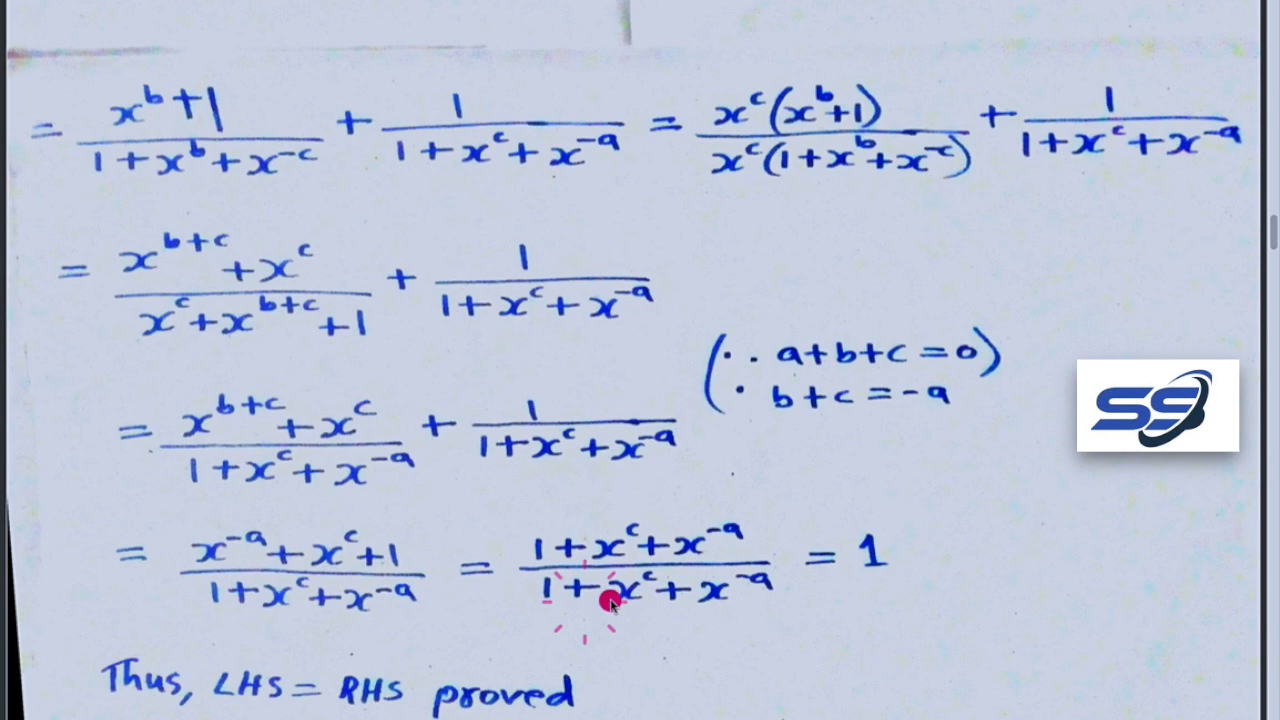 = (x^b + 1)/(1 + x^b + x^-c) + 1/(1 + x^c + x^-a) = x^c(x^b + 1)/x^c(1 + x^b + x^-c) + 1/(1 + x^c + x^-a)
= (x^b+c + x^c)/(x^c + x^b+c + 1) + 1/(1 + x^c + x^-a)
(∵ a + b + c = 0)
b + c = -a
= (x^b+c + x^c)/(1 + x^c + x^-a) + 1/(1 + x^c + x^-a)
= (x^-a + x^c + 1)/(1 + x^c + x^-a) = (1 + x^c + x^-a)/(1 + x^c + x^-a) = 1
Thus, LHS = RHS proved
SS